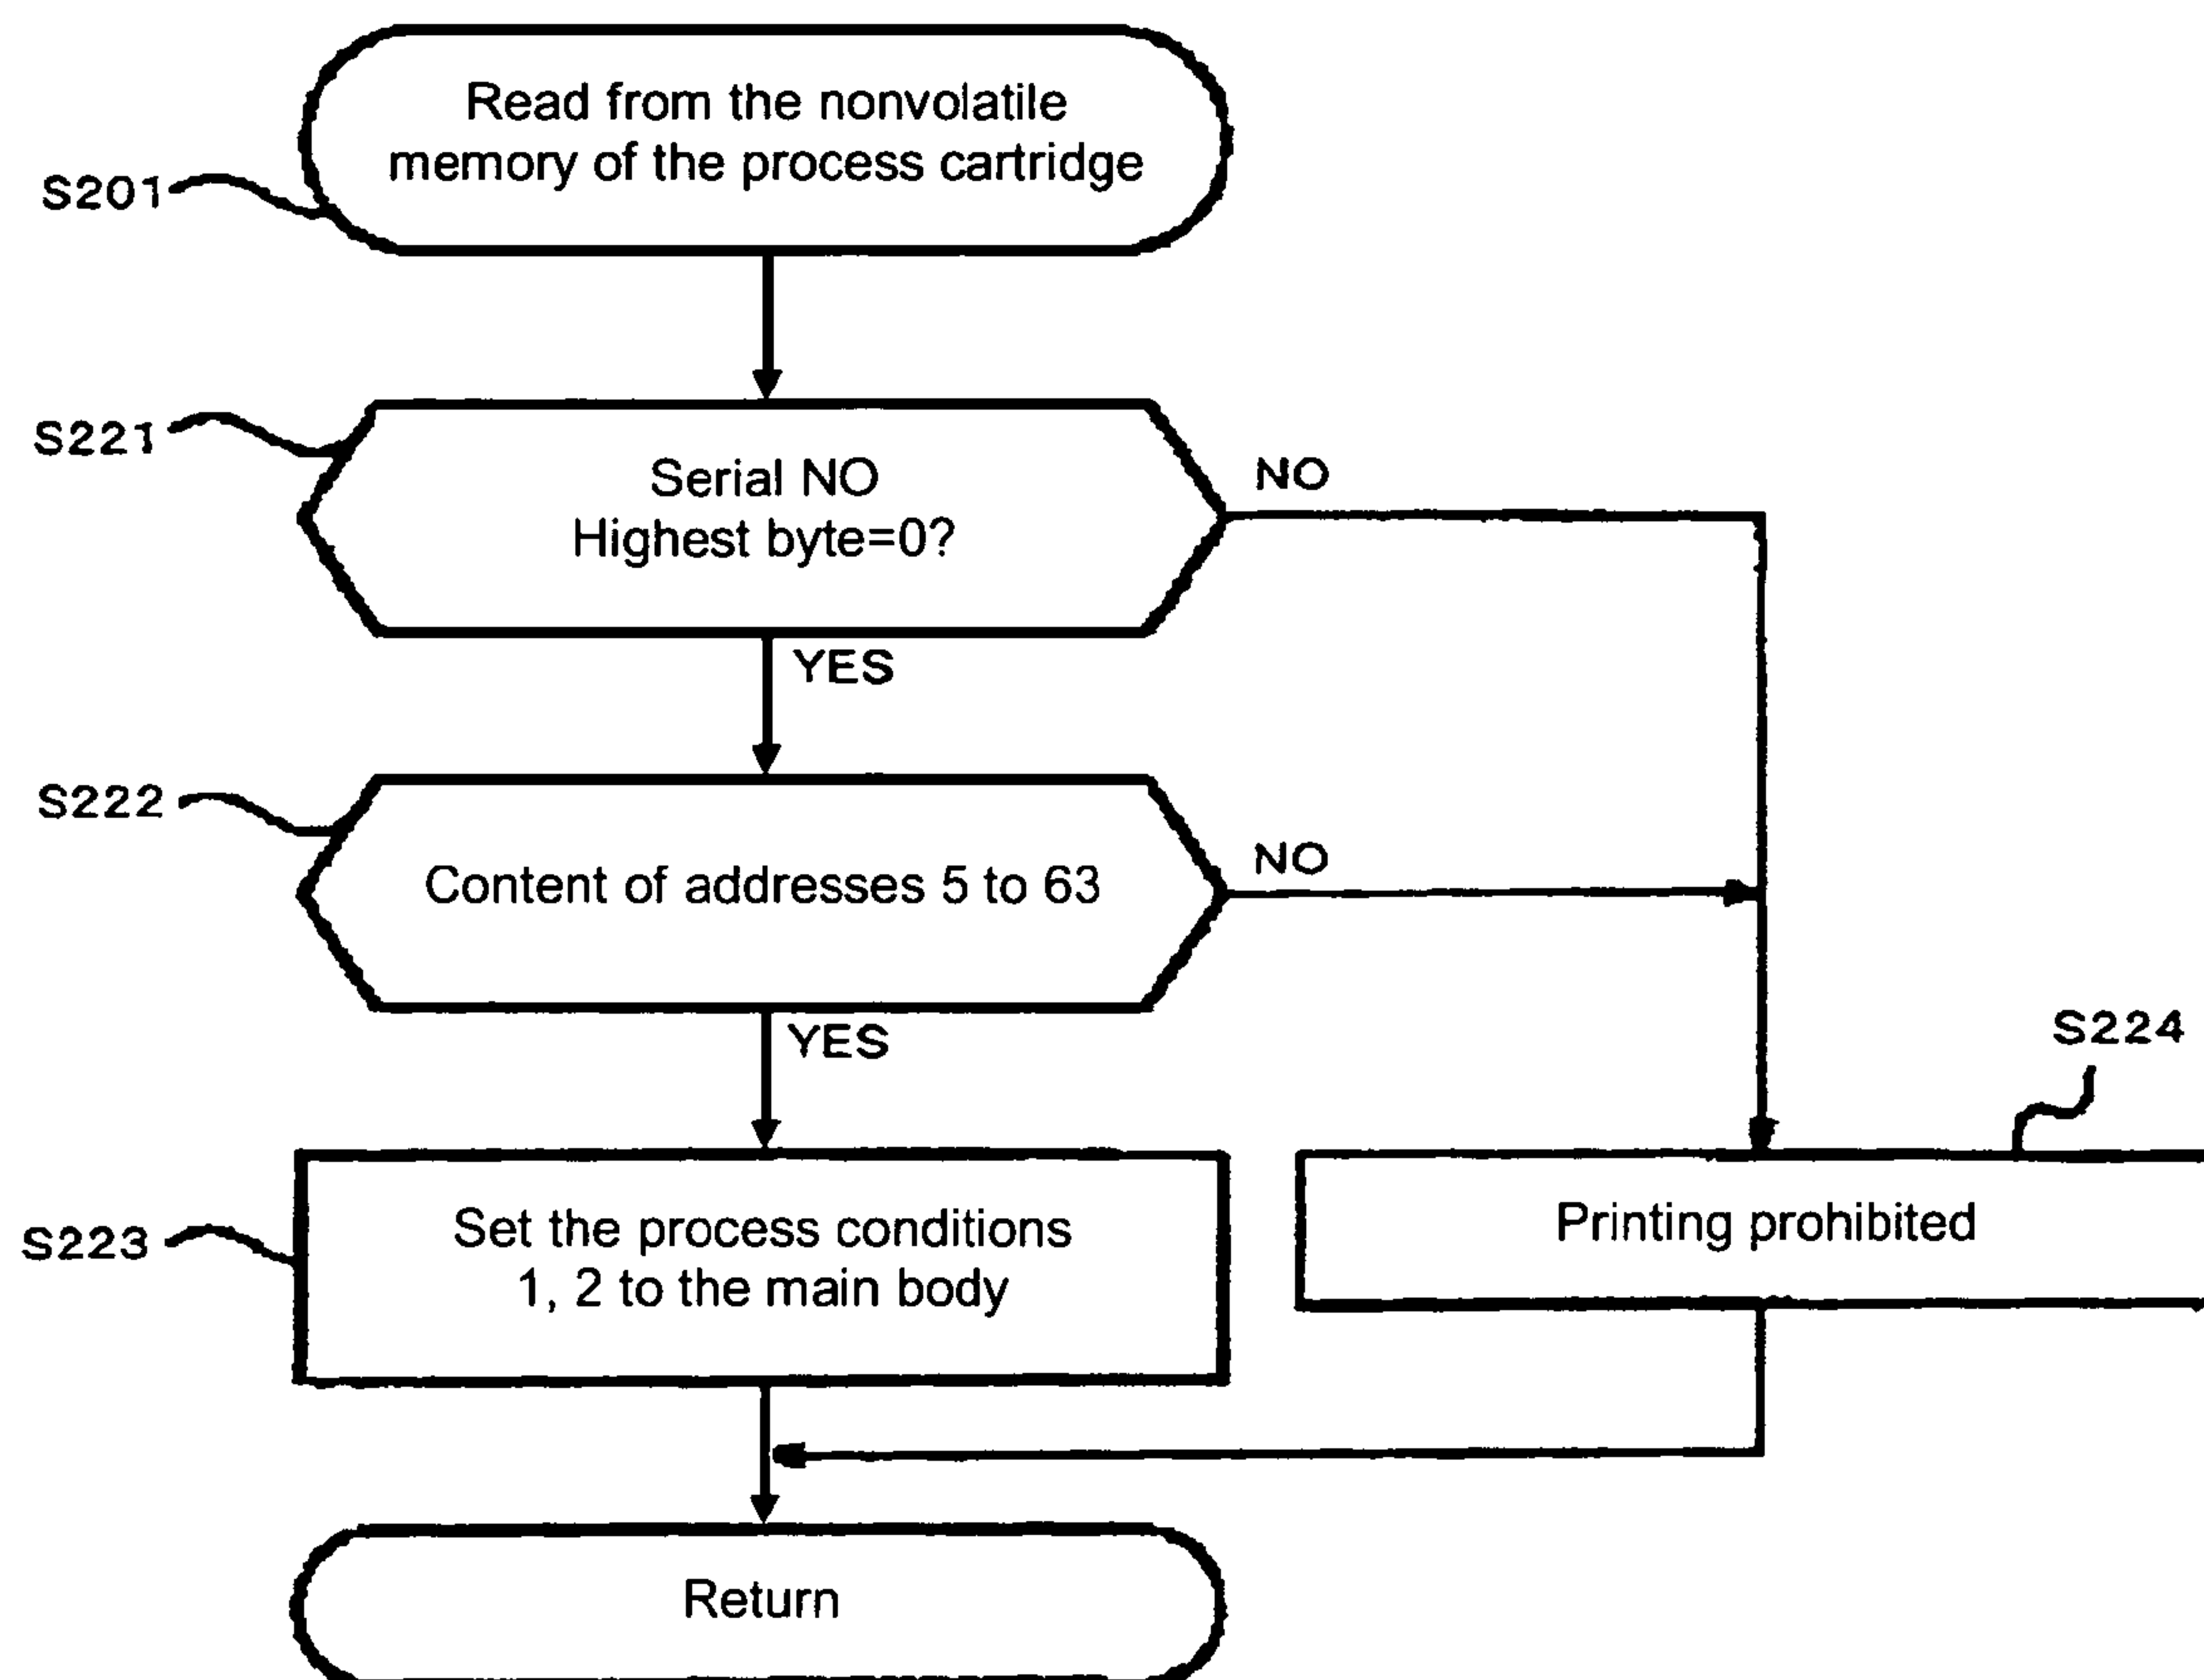 Read from the nonvolatile
memory of the process cartridge
S201
S221
Serial NO
Highest byte=0?
NO
YES
S222
Content of addresses 5 to 63
NO
YES
S224
S223
Set the process conditions
1, 2 to the main body
Printing prohibited
Return